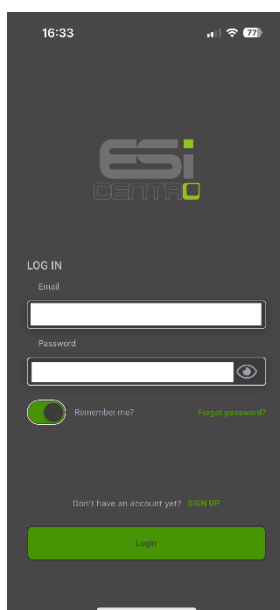 16:33
77
ESi
CENTRO
LOG IN
Email
Password
Remember me?
Forgot password?
Don't have an account yet? SIGN UP
Login